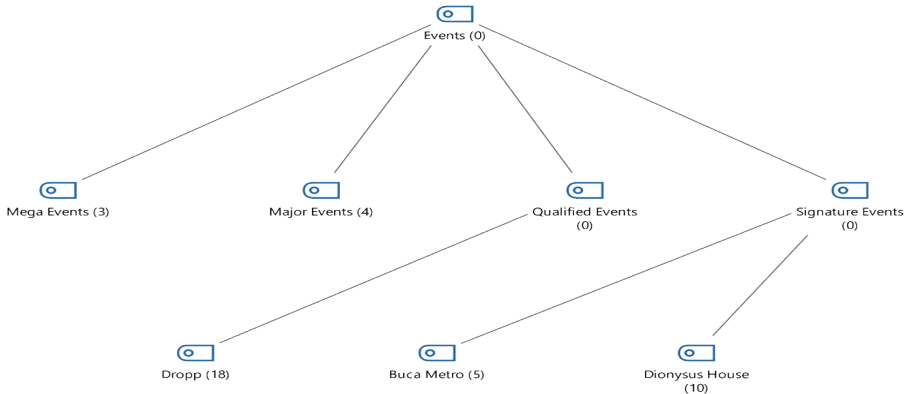 Events (0)
Mega Events (3)
Major Events (4)
Qualified Events
(0)
Signature Events
(0)
Dropp (18)
Buca Metro (5)
Dionysus House
(10)